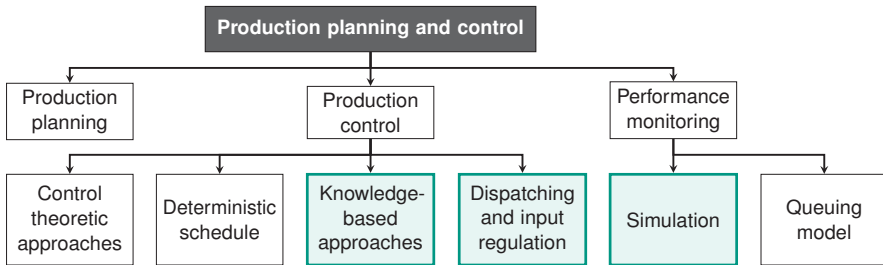 Production planning and control
Production
planning
Production
control
Performance
monitoring
Control
theoretic
approaches
Deterministic
schedule
Knowledge-
based
approaches
Dispatching
and input
regulation
Simulation
Queuing
model